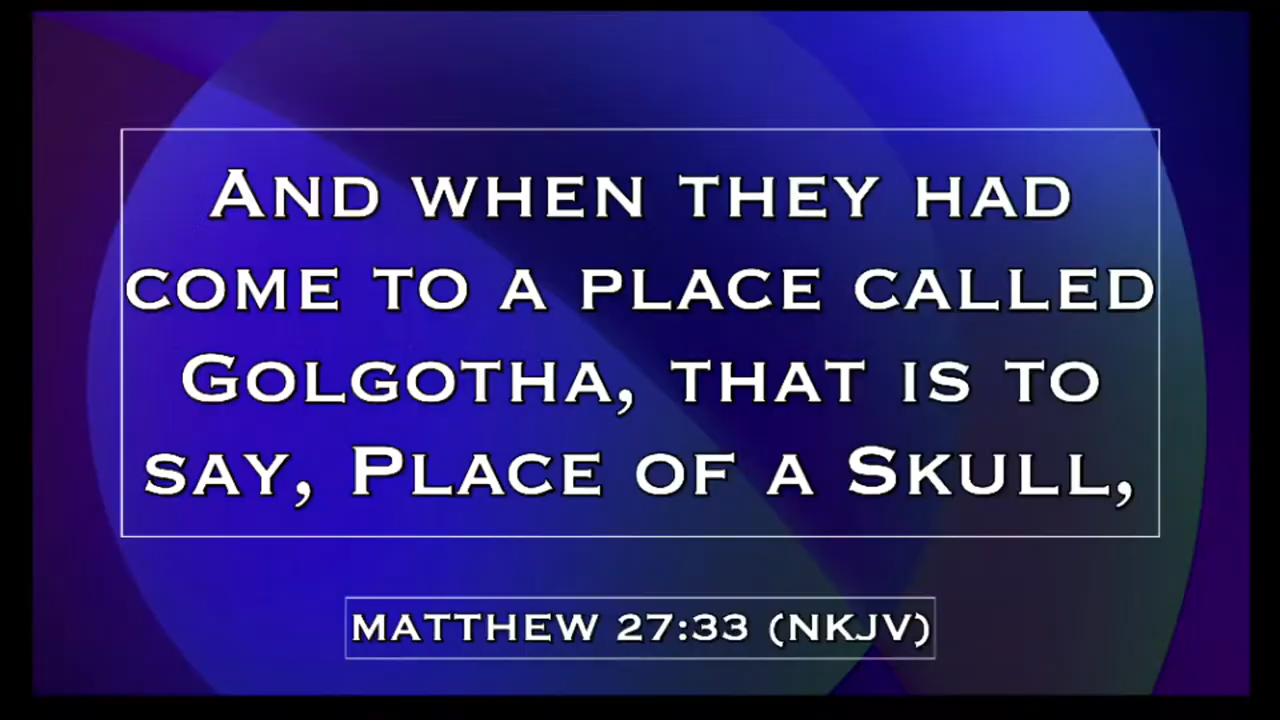 And when they had
come to a place called
Golgotha, that is to
say, Place of a Skull,
Matthew 27:33 (NKJV)